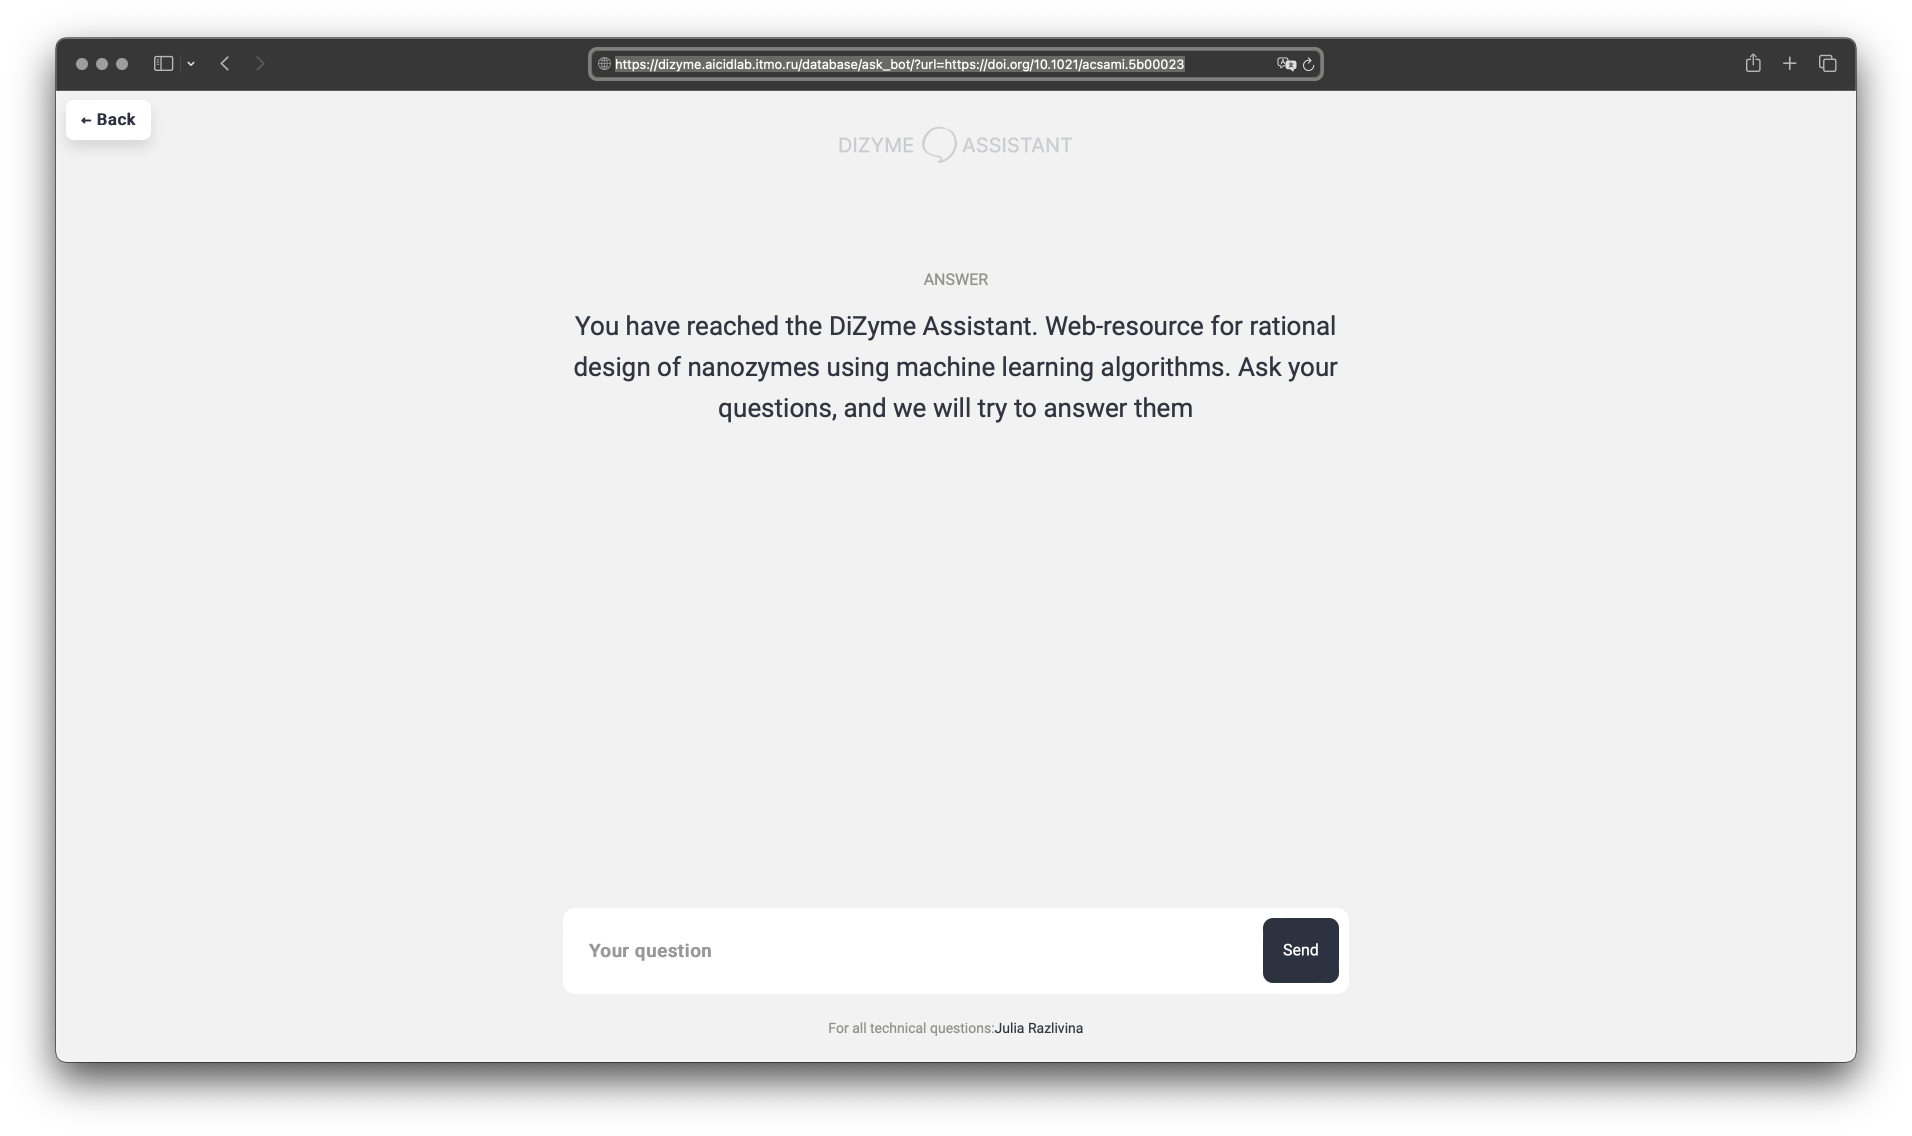 https://dizyme.aicidlab.itmo.ru/database/ask_bot/?url=https://doi.org/10.1021/acsami.5b00023
← Back
DIZYME ASSISTANT
ANSWER
You have reached the DiZyme Assistant. Web-resource for rational
design of nanozymes using machine learning algorithms. Ask your
questions, and we will try to answer them
Your question
Send
For all technical questions:Julia Razlivina